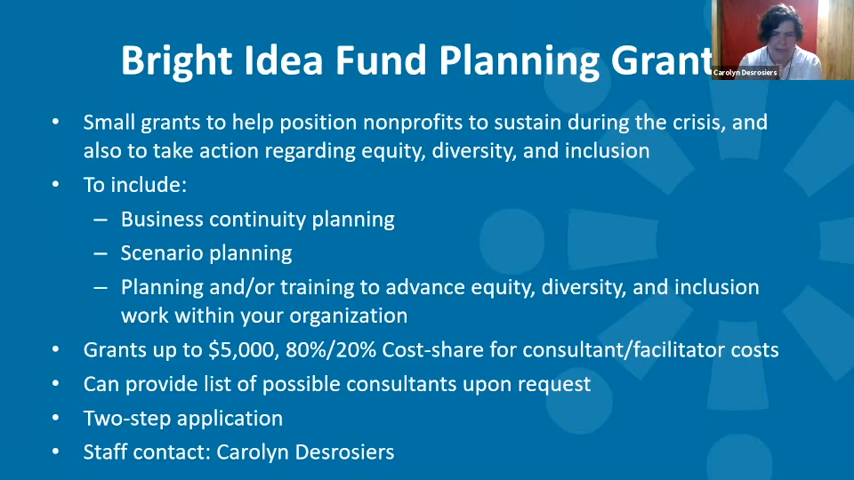 Bright Idea Fund Planning Grant
Carolyn Desrosiers
• Small grants to help position nonprofits to sustain during the crisis, and
also to take action regarding equity, diversity, and inclusion
• To include:
– Business continuity planning
– Scenario planning
– Planning and/or training to advance equity, diversity, and inclusion
work within your organization
• Grants up to $5,000, 80%/20% Cost-share for consultant/facilitator costs
• Can provide list of possible consultants upon request
• Two-step application
• Staff contact: Carolyn Desrosiers